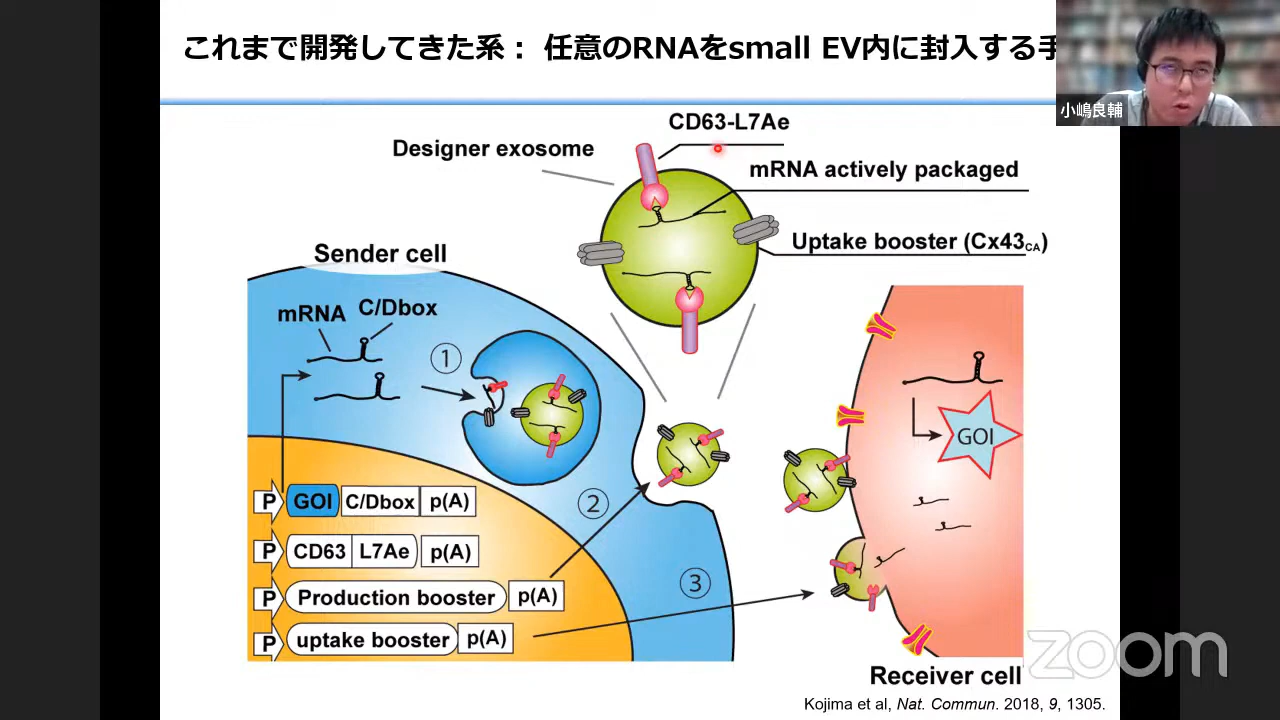 これまで開発してきた系： 任意のRNAをsmall EV内に封入する手
小嶋良輔
CD63-L7Ae
Designer exosome
mRNA actively packaged
Uptake booster (Cx43CA)
Sender cell
mRNA
C/Dbox
①
②
③
GOI
P GOI C/Dbox p(A)
P CD63 L7Ae p(A)
P Production booster p(A)
P uptake booster p(A)
zoom
Receiver cell
Kojima et al, Nat. Commun. 2018, 9, 1305.